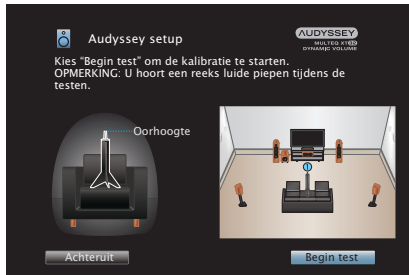 Audyssey setup
AUDYSSEY
MULTEQ XT32
DYNAMIC VOLUME
Kies "Begin test" om de kalibratie te starten.
OPMERKING: U hoort een reeks luide piepen tijdens de
testen.
Oorhoogte
1
Achteruit
Begin test